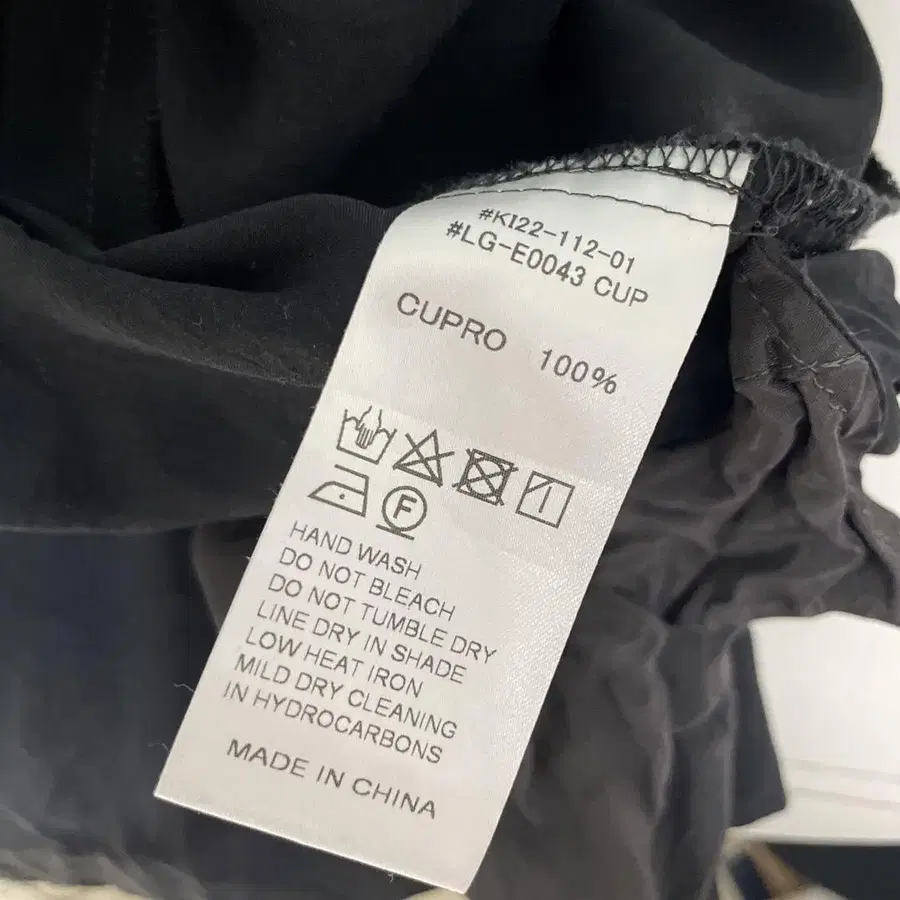 #KI22-112-01
#LG-E0043 CUP
CUPRO 100%
F
HAND WASH
DO NOT BLEACH
DO NOT TUMBLE DRY
LINE DRY IN SHADE
LOW HEAT IRON
MILD DRY CLEANING
IN HYDROCARBONS
MADE IN CHINA